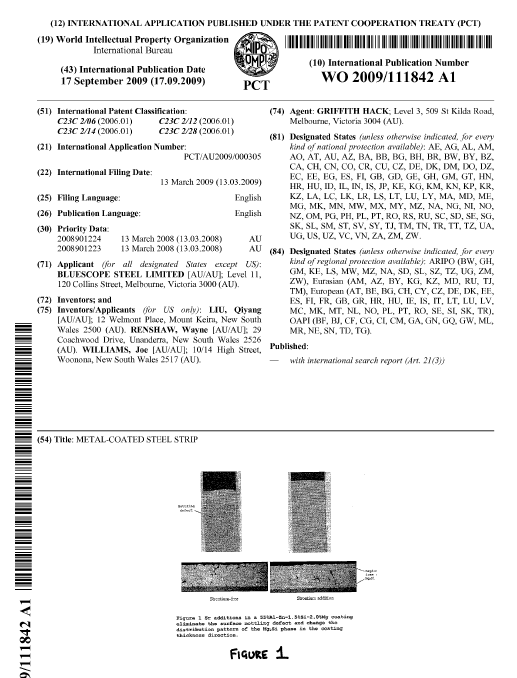 (12) INTERNATIONAL APPLICATION PUBLISHED UNDER THE PATENT COOPERATION TREATY (PCT)
(19) World Intellectual Property Organization
International Bureau
(43) International Publication Date
17 September 2009 (17.09.2009)
WIPO
OMPI
PCT
(10) International Publication Number
WO 2009/111842 A1
(51) International Patent Classification:
C23C 2/06 (2006.01) C23C 2/12 (2006.01)
C23C 2/14 (2006.01) C23C 2/28 (2006.01)
(21) International Application Number:
PCT/AU2009/000305
(22) International Filing Date:
13 March 2009 (13.03.2009)
(25) Filing Language: English
(26) Publication Language: English
(30) Priority Data:
2008901224 13 March 2008 (13.03.2008) AU
2008901223 13 March 2008 (13.03.2008) AU
(71) Applicant (for all designated States except US):
BLUESCOPE STEEL LIMITED [AU/AU]; Level 11,
120 Collins Street, Melbourne, Victoria 3000 (AU).
(72) Inventors; and
(75) Inventors/Applicants (for US only): LIU, Qiyang
[AU/AU]; 12 Welmont Place, Mount Keira, New South
Wales 2500 (AU). RENSHAW, Wayne [AU/AU]; 29
Coachwood Drive, Unanderra, New South Wales 2526
(AU). WILLIAMS, Joe [AU/AU]; 10/14 High Street,
Woonona, New South Wales 2517 (AU).
(74) Agent: GRIFFITH HACK; Level 3, 509 St Kilda Road,
Melbourne, Victoria 3004 (AU).
(81) Designated States (unless otherwise indicated, for every
kind of national protection available): AE, AG, AL, AM,
AO, AT, AU, AZ, BA, BB, BG, BH, BR, BW, BY, BZ,
CA, CH, CN, CO, CR, CU, CZ, DE, DK, DM, DO, DZ,
EC, EE, EG, ES, FI, GB, GD, GE, GH, GM, GT, HN,
HR, HU, ID, IL, IN, IS, JP, KE, KG, KM, KN, KP, KR,
KZ, LA, LC, LK, LR, LS, LT, LU, LY, MA, MD, ME,
MG, MK, MN, MW, MX, MY, MZ, NA, NG, NI, NO,
NZ, OM, PG, PH, PL, PT, RO, RS, RU, SC, SD, SE, SG,
SK, SL, SM, ST, SV, SY, TJ, TM, TN, TR, TT, TZ, UA,
UG, US, UZ, VC, VN, ZA, ZM, ZW.
(84) Designated States (unless otherwise indicated, for every
kind of regional protection available): ARIPO (BW, GH,
GM, KE, LS, MW, MZ, NA, SD, SL, SZ, TZ, UG, ZM,
ZW), Eurasian (AM, AZ, BY, KG, KZ, MD, RU, TJ,
TM), European (AT, BE, BG, CH, CY, CZ, DE, DK, EE,
ES, FI, FR, GB, GR, HR, HU, IE, IS, IT, LT, LU, LV,
MC, MK, MT, NL, NO, PL, PT, RO, SE, SI, SK, TR),
OAPI (BF, BJ, CF, CG, CI, CM, GA, GN, GQ, GW, ML,
MR, NE, SN, TD, TG).
Published:
— with international search report (Art. 21(3))
(54) Title: METAL-COATED STEEL STRIP
Mottling
defect
Strontium-free
Strontium addition
Figure 1 Sr additions in a 55%Al-Zn-1.5%Si-2.0%Mg coating
eliminate the surface mottling defect and change the
distribution pattern of the Mg2Si phase in the coating
thickness direction.
FIGURE 1
9/111842 A1